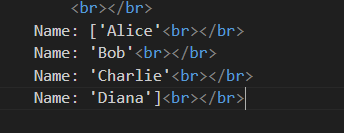 <br></br>
Name: ['Alice'<br></br>
Name: 'Bob'<br></br>
Name: 'Charlie'<br></br>
Name: 'Diana']<br></br>